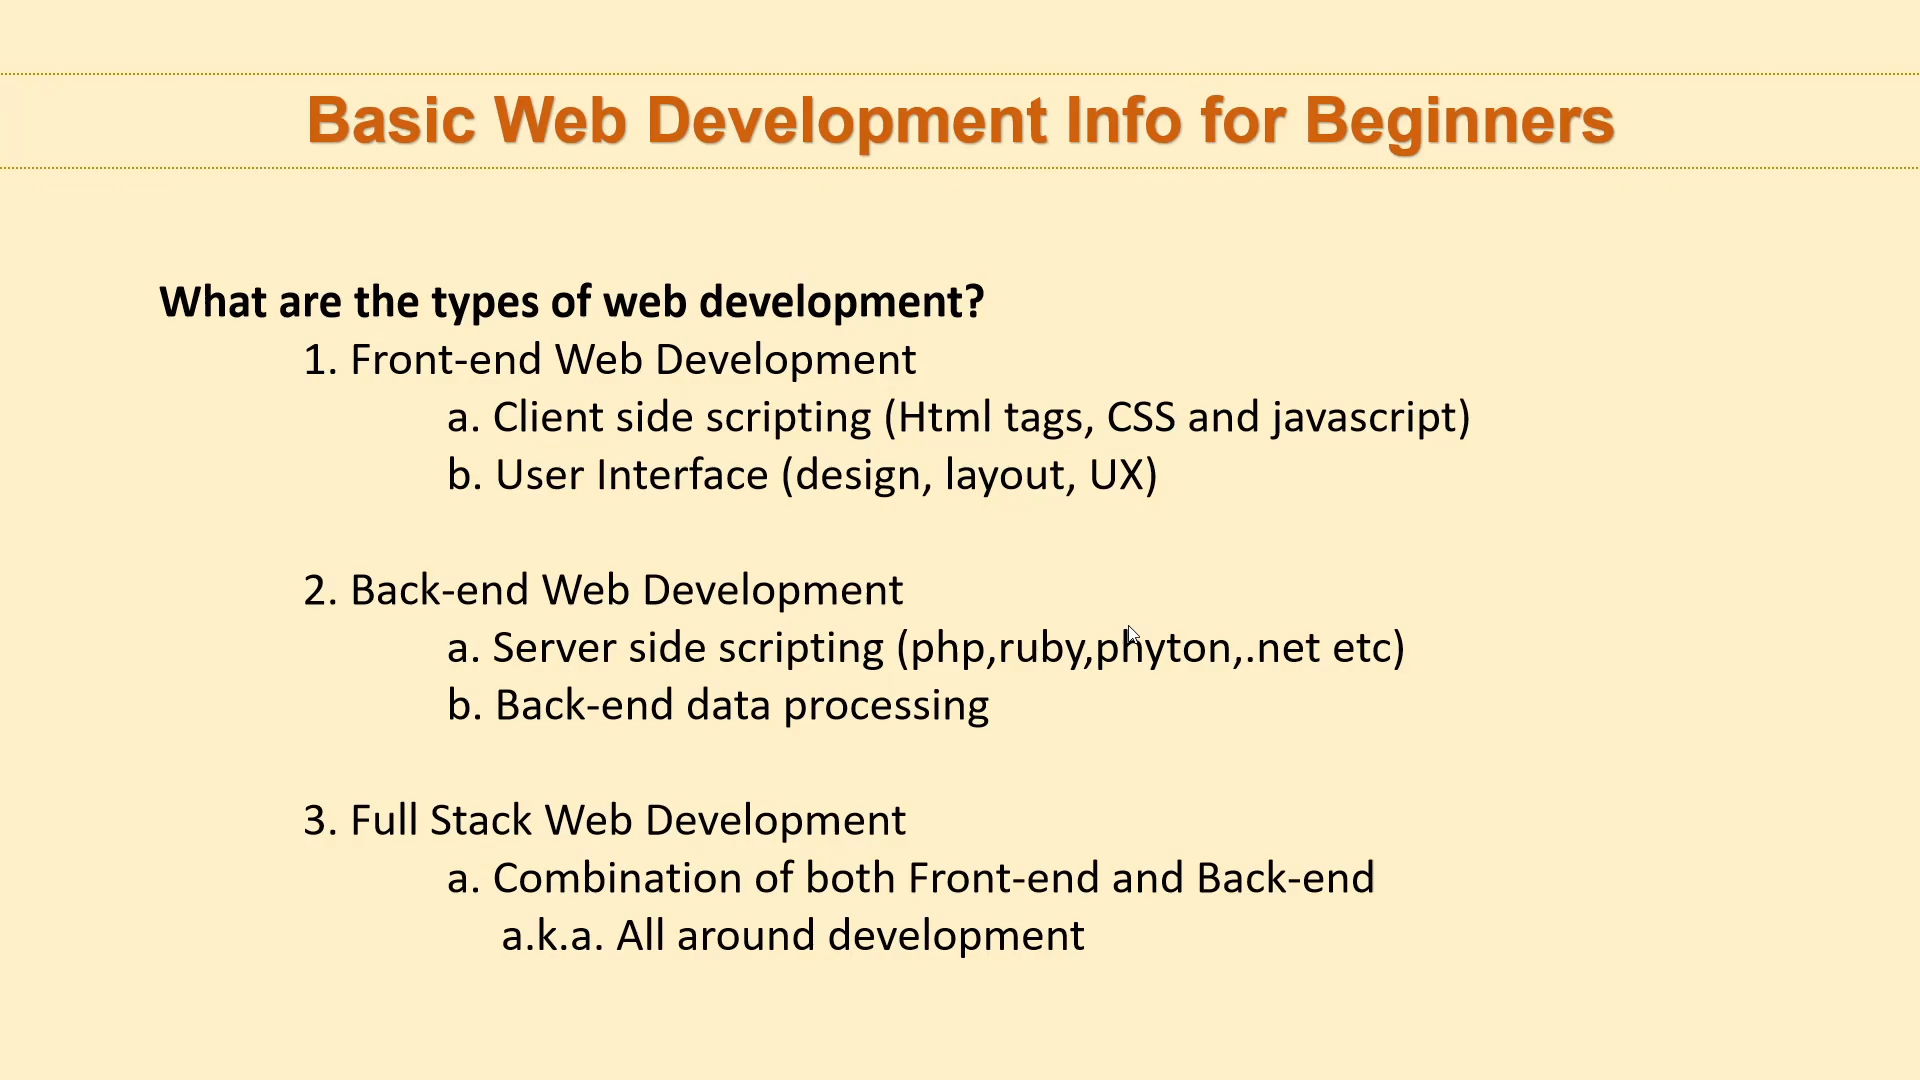 Basic Web Development Info for Beginners
What are the types of web development?
1. Front-end Web Development
a. Client side scripting (Html tags, CSS and javascript)
b. User Interface (design, layout, UX)
2. Back-end Web Development
a. Server side scripting (php,ruby,phyton,.net etc)
b. Back-end data processing
3. Full Stack Web Development
a. Combination of both Front-end and Back-end
a.k.a. All around development